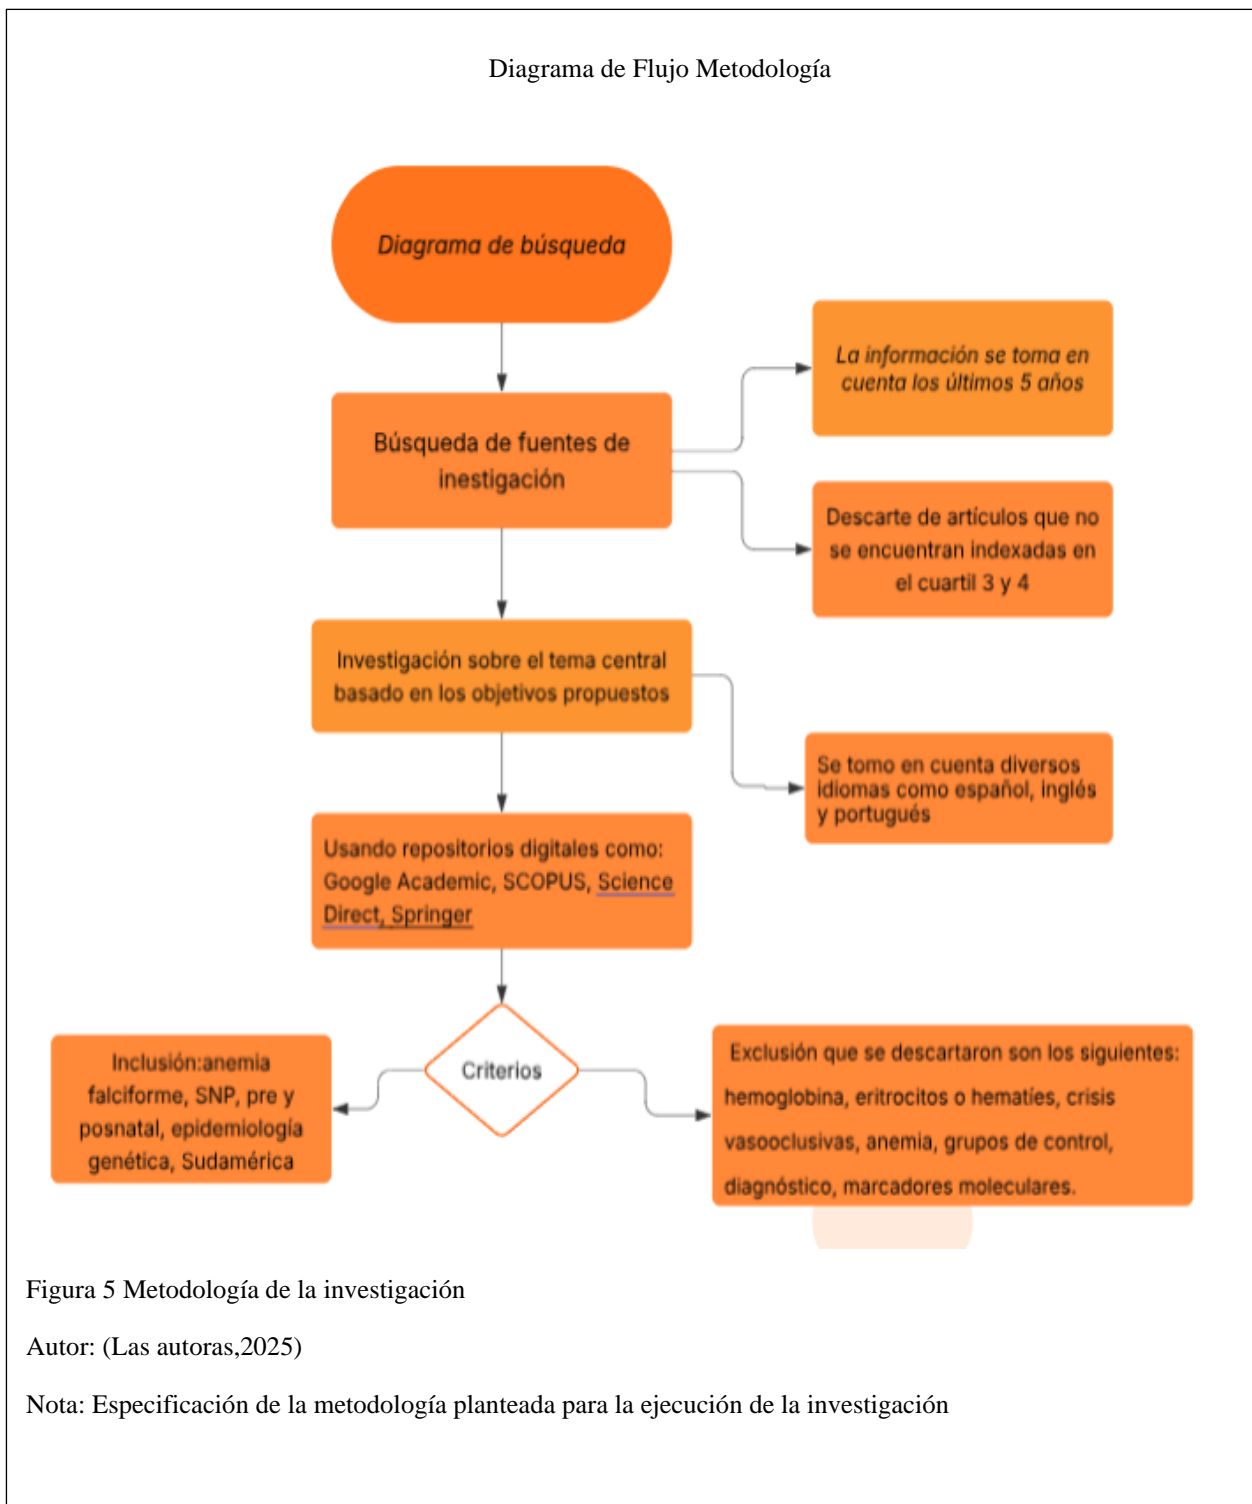 Diagrama de Flujo Metodología
Diagrama de búsqueda
La información se toma en
cuenta los últimos 5 años
Búsqueda de fuentes de
inestigación
Descarte de artículos que no
se encuentran indexadas en
el cuartil 3 y 4
Investigación sobre el tema central
basado en los objetivos propuestos
Se tomo en cuenta diversos
idiomas como español, inglés
y portugués
Usando repositorios digitales como:
Google Academic, SCOPUS, Science
Direct, Springer
Criterios
Inclusión:anemia
falciforme, SNP, pre y
posnatal, epidemiología
genética, Sudamérica
Exclusión que se descartaron son los siguientes:
hemoglobina, eritrocitos o hematíes, crisis
vasooclusivas, anemia, grupos de control,
diagnóstico, marcadores moleculares.
Figura 5 Metodología de la investigación
Autor: (Las autoras,2025)
Nota: Especificación de la metodología planteada para la ejecución de la investigación